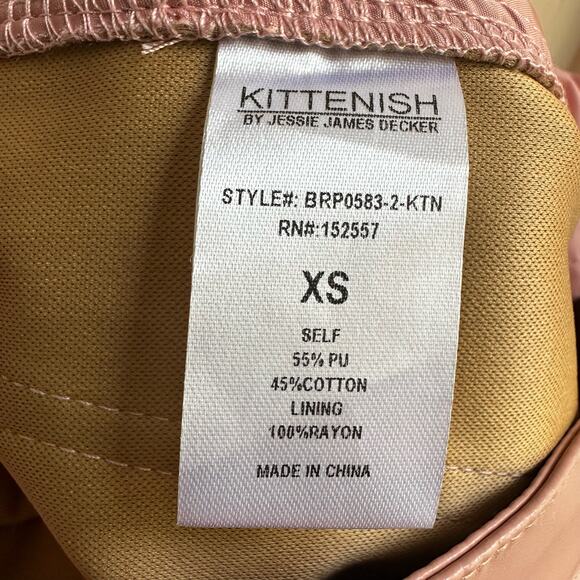 KITTENISH
BY JESSIE JAMES DECKER
STYLE#: BRP0583-2-KTN
RN#:152557
XS
SELF
55% PU
45%COTTON
LINING
100%RAYON
MADE IN CHINA